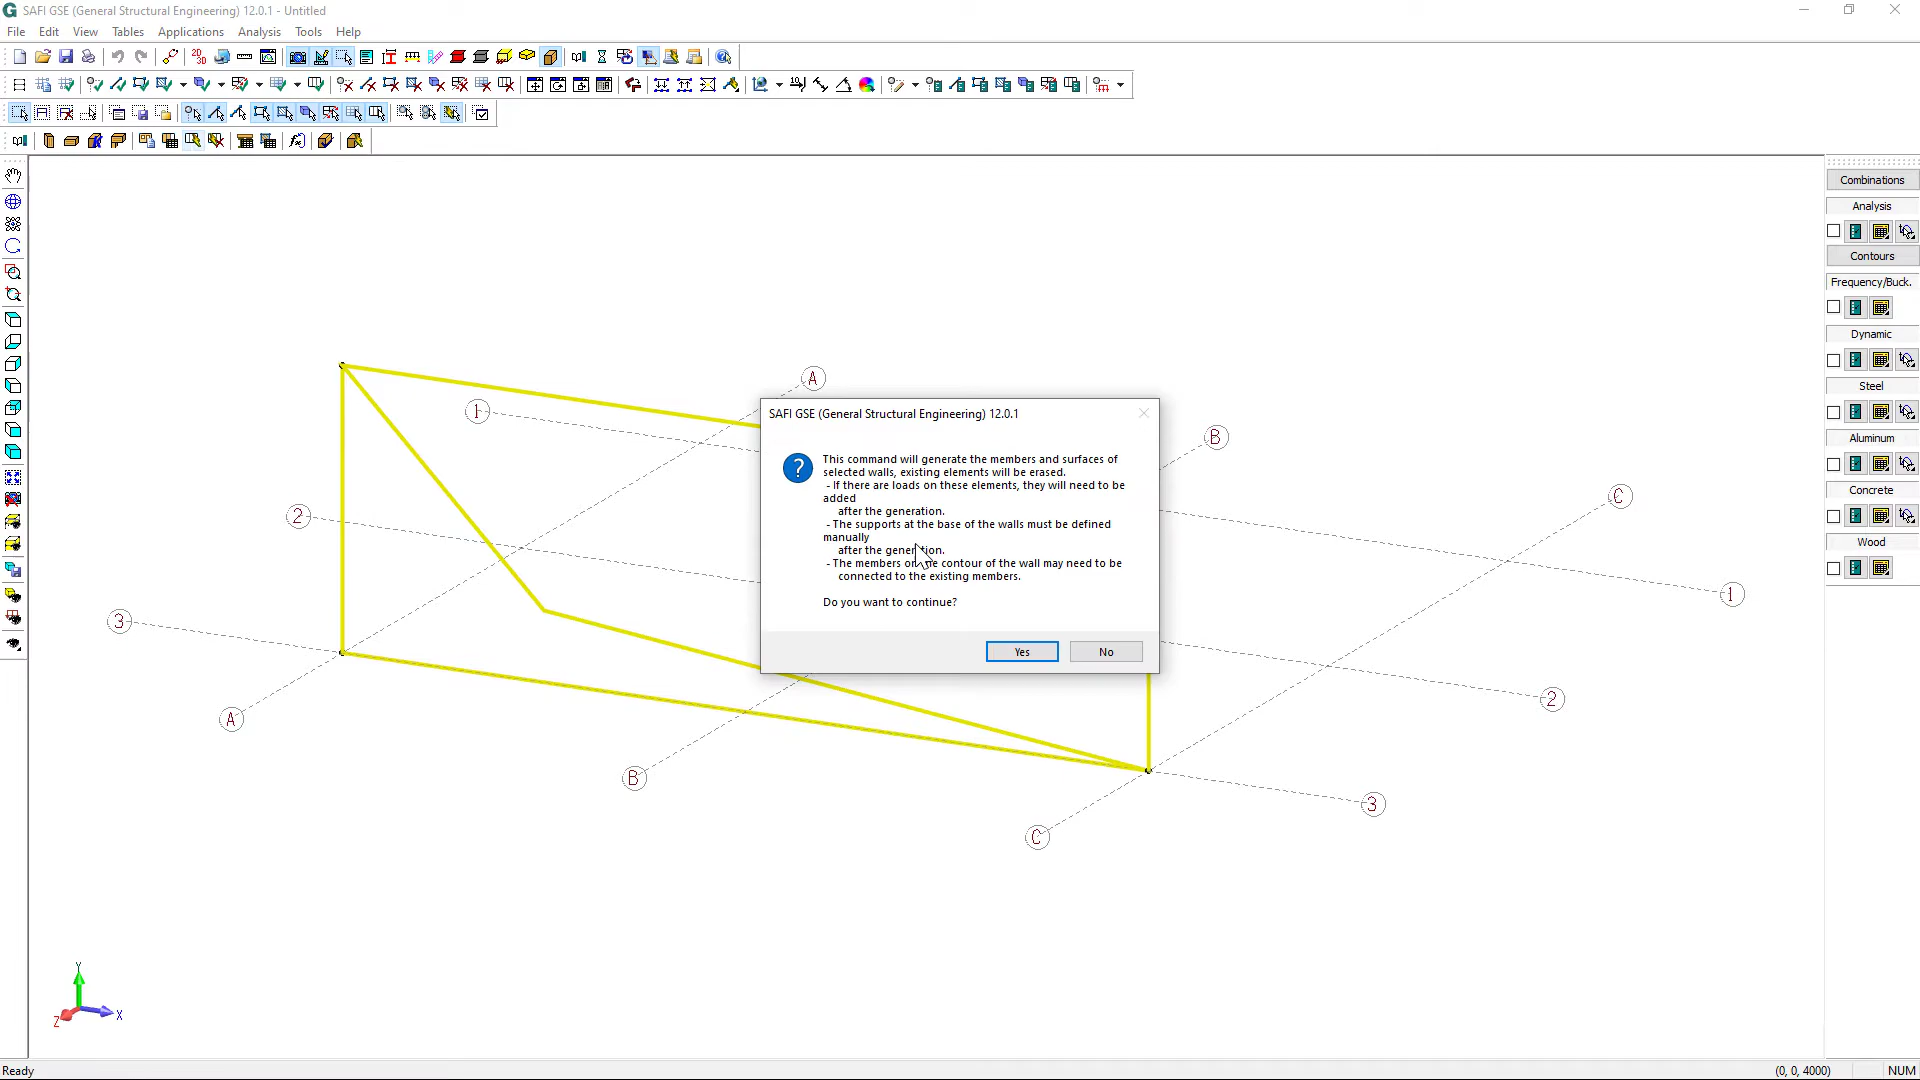 SAFI GSE (General Structural Engineering) 12.0.1 - Untitled
File Edit View Tables Applications Analysis Tools Help
Combinations
Analysis
Contours
Frequency/Buck.
Dynamic
Steel
Aluminum
Concrete
Wood
A
1
B
C
2
3
A
B
C
1
2
3
SAFI GSE (General Structural Engineering) 12.0.1
This command will generate the members and surfaces of
selected walls, existing elements will be erased.
- If there are loads on these elements, they will need to be
added
after the generation.
- The supports at the base of the walls must be defined
manually
after the generation.
- The members on the contour of the wall may need to be
connected to the existing members.
Do you want to continue?
Yes No
Y
X
Z
Ready
(0, 0, 4000) NUM